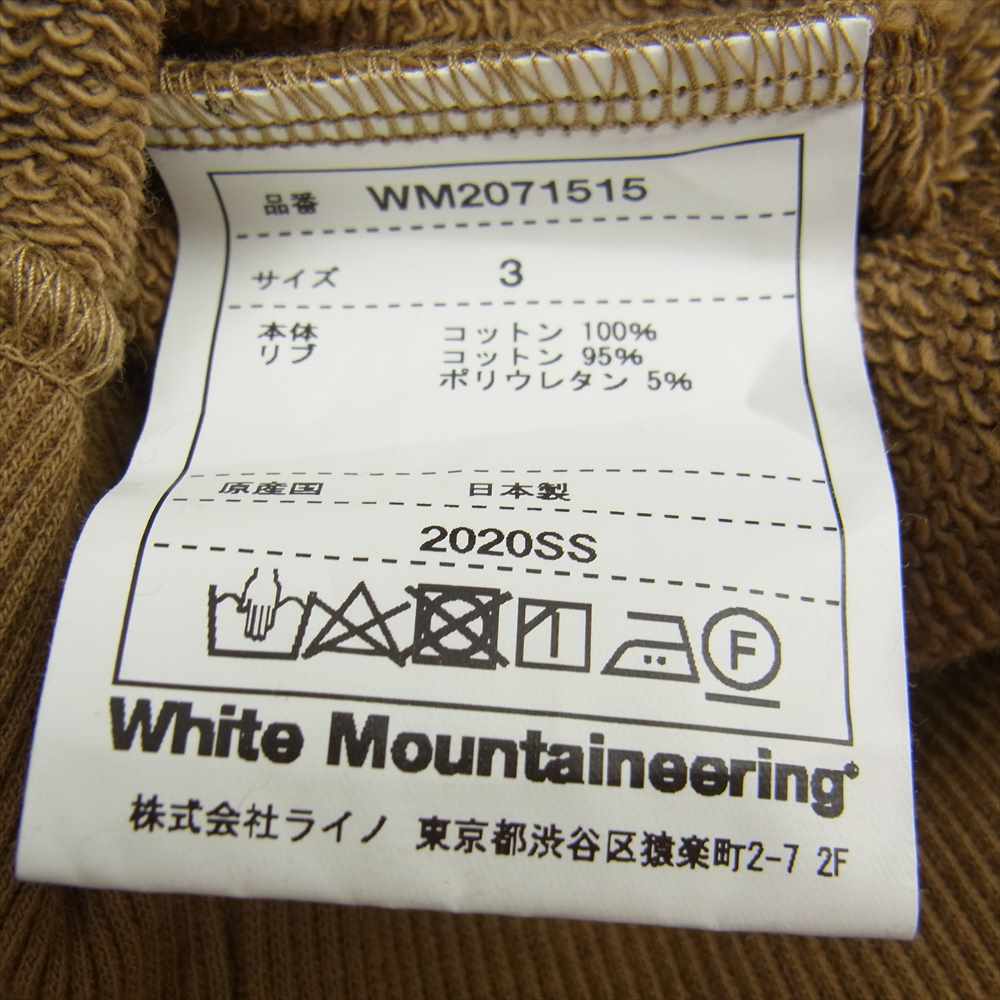 品番 WM2071515
サイズ 3
本体 コットン 100%
リブ コットン 95%
ポリウレタン 5%
原産国 日本製
2020SS
F
White Mountaineering®
株式会社ライノ 東京都渋谷区猿楽町2-7 2F